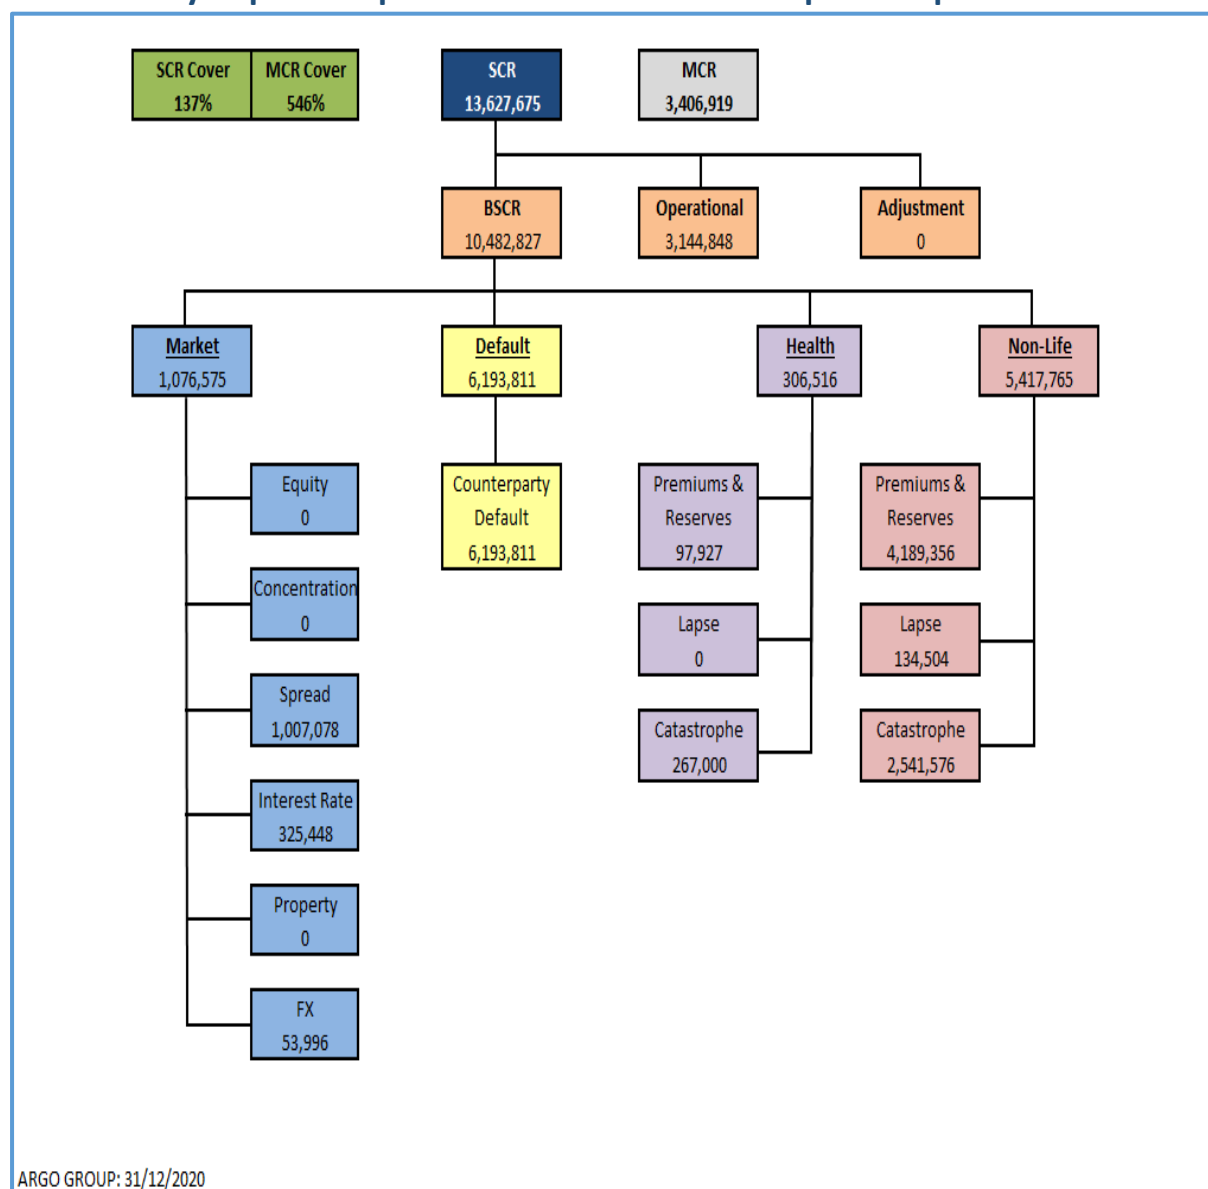 SCR Cover
137%
MCR Cover
546%
SCR
13,627,675
MCR
3,406,919
BSCR
10,482,827
Operational
3,144,848
Adjustment
0
Market
1,076,575
Default
6,193,811
Health
306,516
Non-Life
5,417,765
Equity
0
Concentration
0
Spread
1,007,078
Interest Rate
325,448
Property
0
FX
53,996
Counterparty
Default
6,193,811
Premiums &
Reserves
97,927
Lapse
0
Catastrophe
267,000
Premiums &
Reserves
4,189,356
Lapse
134,504
Catastrophe
2,541,576
ARGO GROUP: 31/12/2020